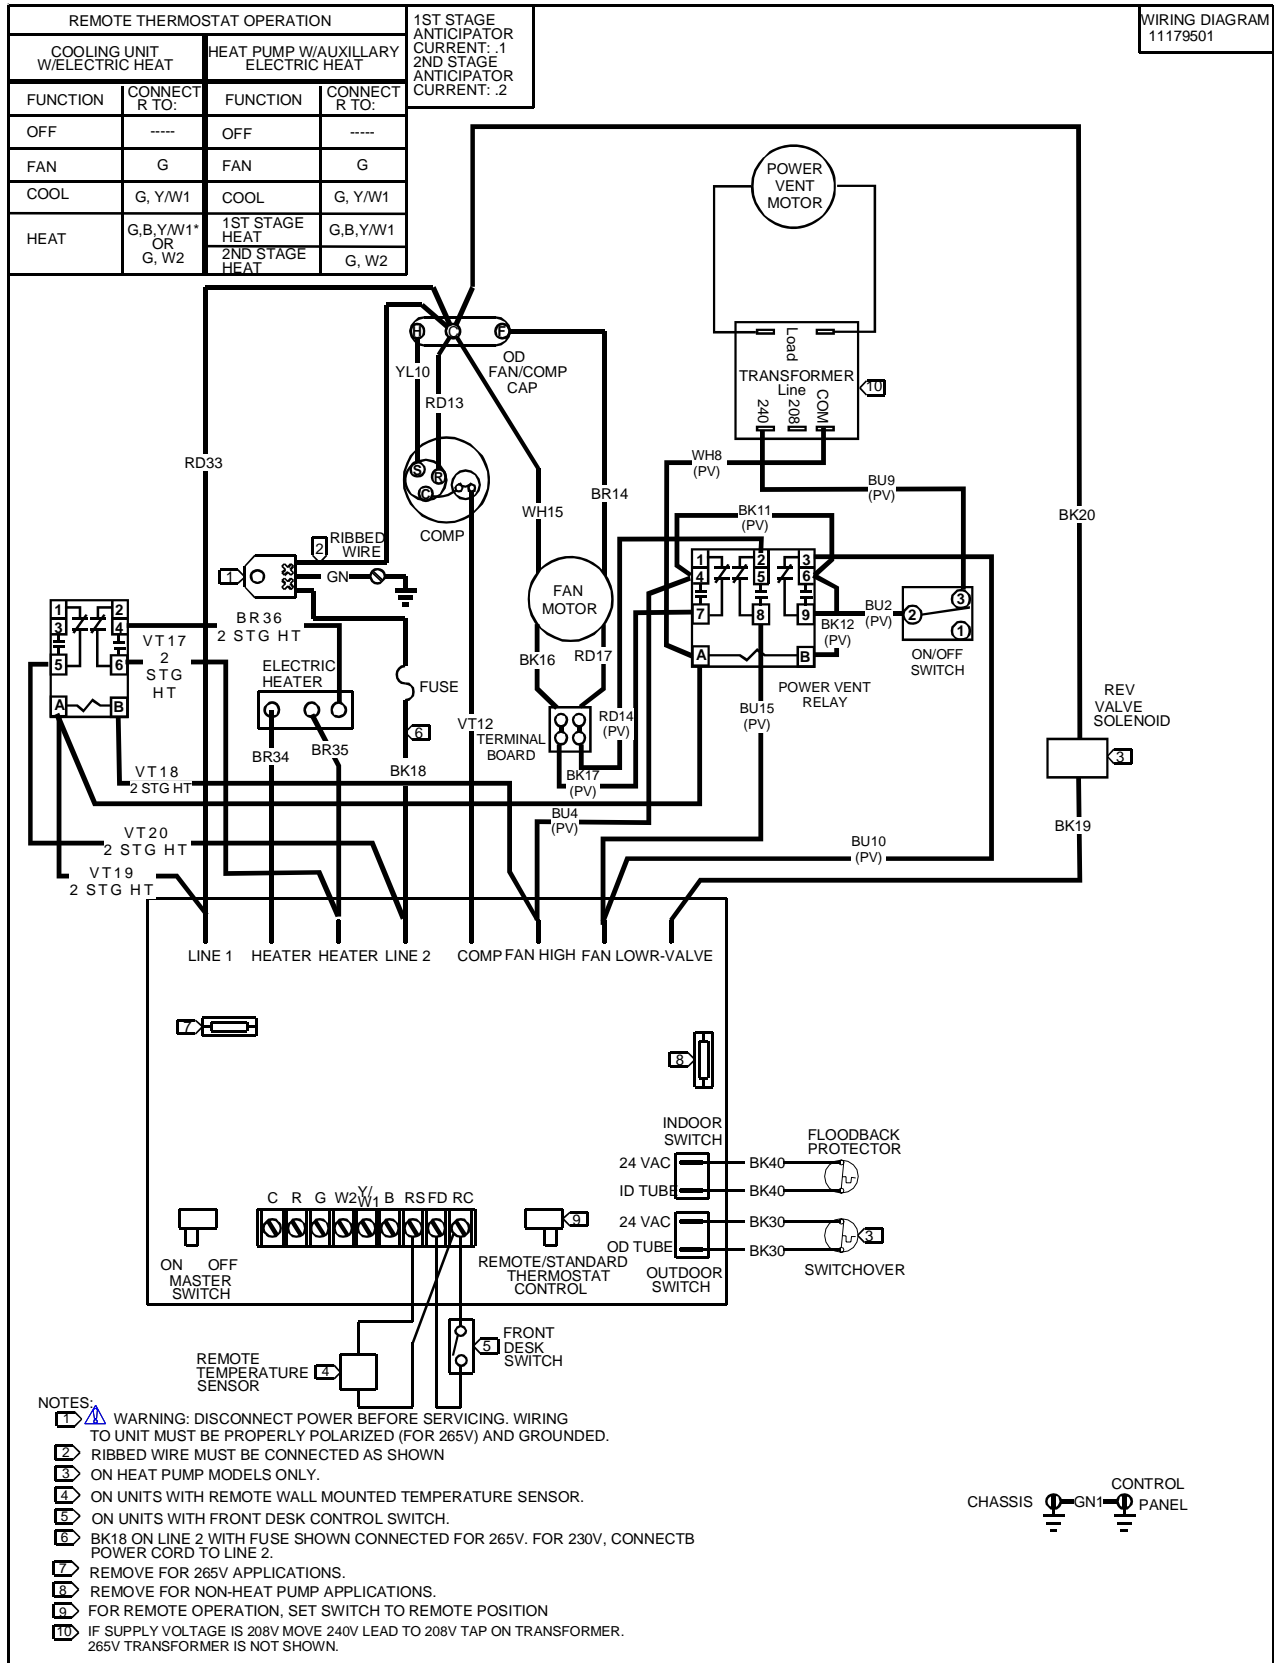 REMOTE THERMOSTAT OPERATION
COOLING UNIT
W/ELECTRIC HEAT
HEAT PUMP W/AUXILLARY
ELECTRIC HEAT
FUNCTION
CONNECT
R TO:
FUNCTION
CONNECT
R TO:
OFF
-----
OFF
-----
FAN
G
FAN
G
COOL
G, Y/W1
COOL
G, Y/W1
HEAT
G,B,Y/W1*
OR
G, W2
1ST STAGE
HEAT
G,B,Y/W1
2ND STAGE
HEAT
G, W2
1ST STAGE
ANTICIPATOR
CURRENT: .1
2ND STAGE
ANTICIPATOR
CURRENT: .2
WIRING DIAGRAM
11179501
POWER
VENT
MOTOR
Load
TRANSFORMER
Line
240
208
COM
10
H
C
F
OD
FAN/COMP
CAP
YL10
RD13
RD33
S
R
C
COMP
WH15
BR14
WH8
(PV)
BU9
(PV)
BK11
(PV)
BK20
2
RIBBED
WIRE
1
GN
FAN
MOTOR
1
2
3
4
5
6
7
8
9
A
B
BU2
(PV)
BK12
(PV)
3
2
1
ON/OFF
SWITCH
POWER VENT
RELAY
1
2
3
4
5
6
A
B
BR36
2 STG HT
VT17
2
STG
HT
ELECTRIC
HEATER
FUSE
6
BK16
RD17
VT12
TERMINAL
BOARD
RD14
(PV)
BU15
(PV)
REV
VALVE
SOLENOID
3
BR34
BR35
BK18
VT18
2 STG HT
BK17
(PV)
BU4
(PV)
BK19
VT20
2 STG HT
BU10
(PV)
VT19
2 STG HT
LINE 1
HEATER
HEATER
LINE 2
COMP
FAN HIGH
FAN LOW
R-VALVE
7
8
INDOOR
SWITCH
FLOODBACK
PROTECTOR
24 VAC
BK40
ID TUBE
BK40
24 VAC
BK30
OD TUBE
BK30
3
OUTDOOR
SWITCH
SWITCHOVER
C R G W2 Y/W1 B RS FD RC
9
ON OFF
MASTER
SWITCH
REMOTE/STANDARD
THERMOSTAT
CONTROL
5
FRONT
DESK
SWITCH
REMOTE
TEMPERATURE
SENSOR
4
NOTES:
1 WARNING: DISCONNECT POWER BEFORE SERVICING. WIRING
TO UNIT MUST BE PROPERLY POLARIZED (FOR 265V) AND GROUNDED.
2 RIBBED WIRE MUST BE CONNECTED AS SHOWN
3 ON HEAT PUMP MODELS ONLY.
4 ON UNITS WITH REMOTE WALL MOUNTED TEMPERATURE SENSOR.
5 ON UNITS WITH FRONT DESK CONTROL SWITCH.
6 BK18 ON LINE 2 WITH FUSE SHOWN CONNECTED FOR 265V. FOR 230V, CONNECTB
POWER CORD TO LINE 2.
7 REMOVE FOR 265V APPLICATIONS.
8 REMOVE FOR NON-HEAT PUMP APPLICATIONS.
9 FOR REMOTE OPERATION, SET SWITCH TO REMOTE POSITION
10 IF SUPPLY VOLTAGE IS 208V MOVE 240V LEAD TO 208V TAP ON TRANSFORMER.
265V TRANSFORMER IS NOT SHOWN.
CHASSIS
GN1
CONTROL
PANEL